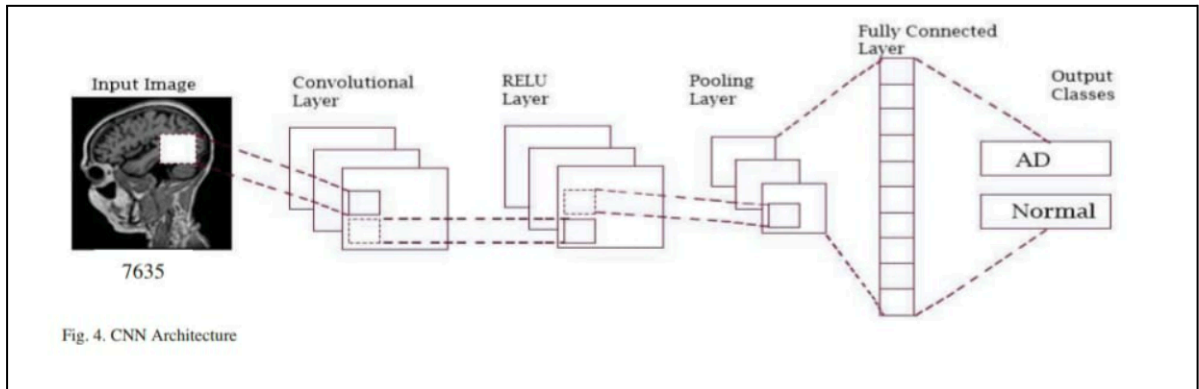 Input Image
Convolutional
Layer
RELU
Layer
Pooling
Layer
Fully Connected
Layer
Output
Classes
AD
Normal
7635
Fig. 4. CNN Architecture